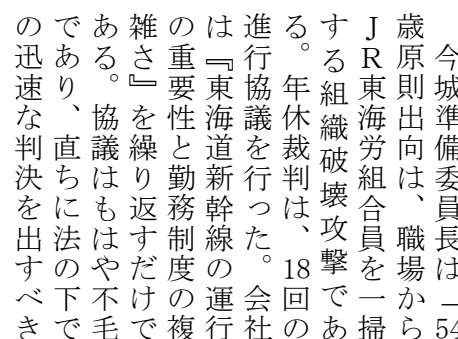 今城準備委員長は「54
歳原則出向は、職場から
JR東海労組合員を一掃
する組織破壊攻撃であ
る。年休裁判は、18回の
進行協議を行った。会社
は『東海道新幹線の運行
の重要性と勤務制度の複
雑さ』を繰り返すだけで
ある。協議はもはや不毛
であり、直ちに法の下で
の迅速な判決を出すべき